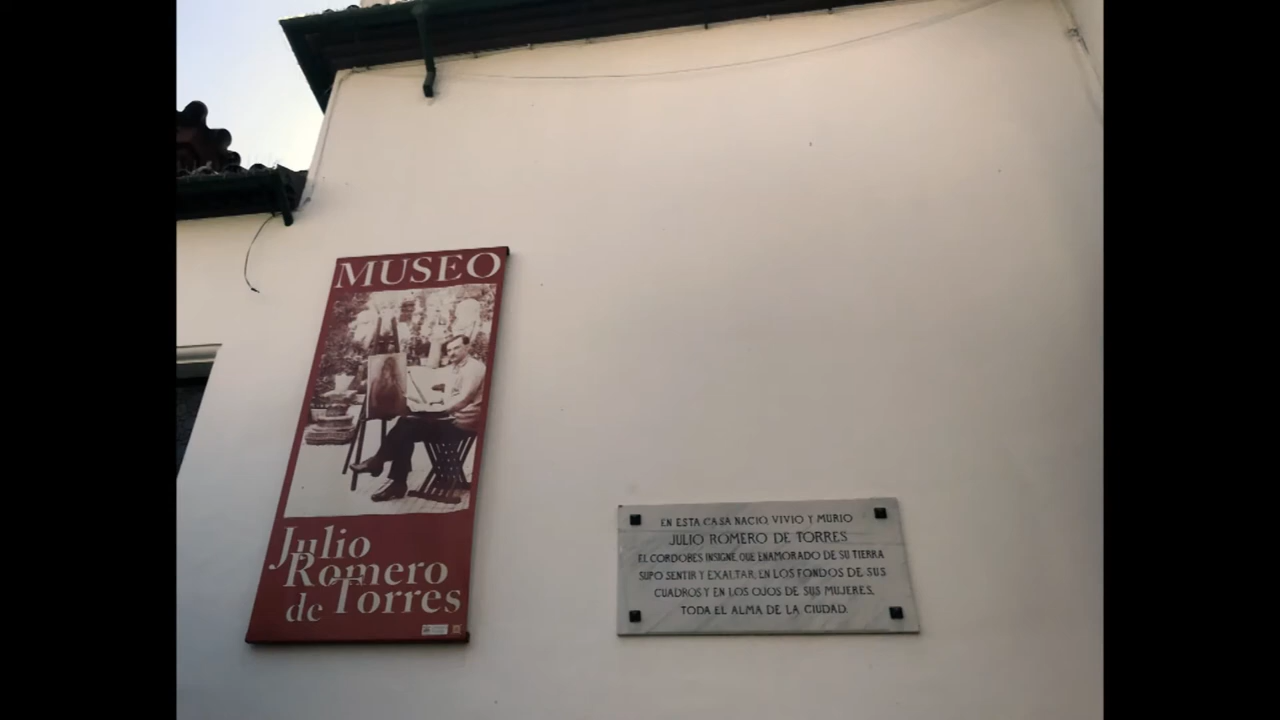 MUSEO
Julio
Romero
de Torres
EN ESTA CASA NACIO, VIVIO Y MURIO
JULIO ROMERO DE TORRES
EL CORDOBES INSIGNE, QUE ENAMORADO DE SU TIERRA
SUPO SENTIR Y EXALTAR, EN LOS FONDOS DE SUS
CUADROS Y EN LOS OJOS DE SUS MUJERES,
TODA EL ALMA DE LA CIUDAD.